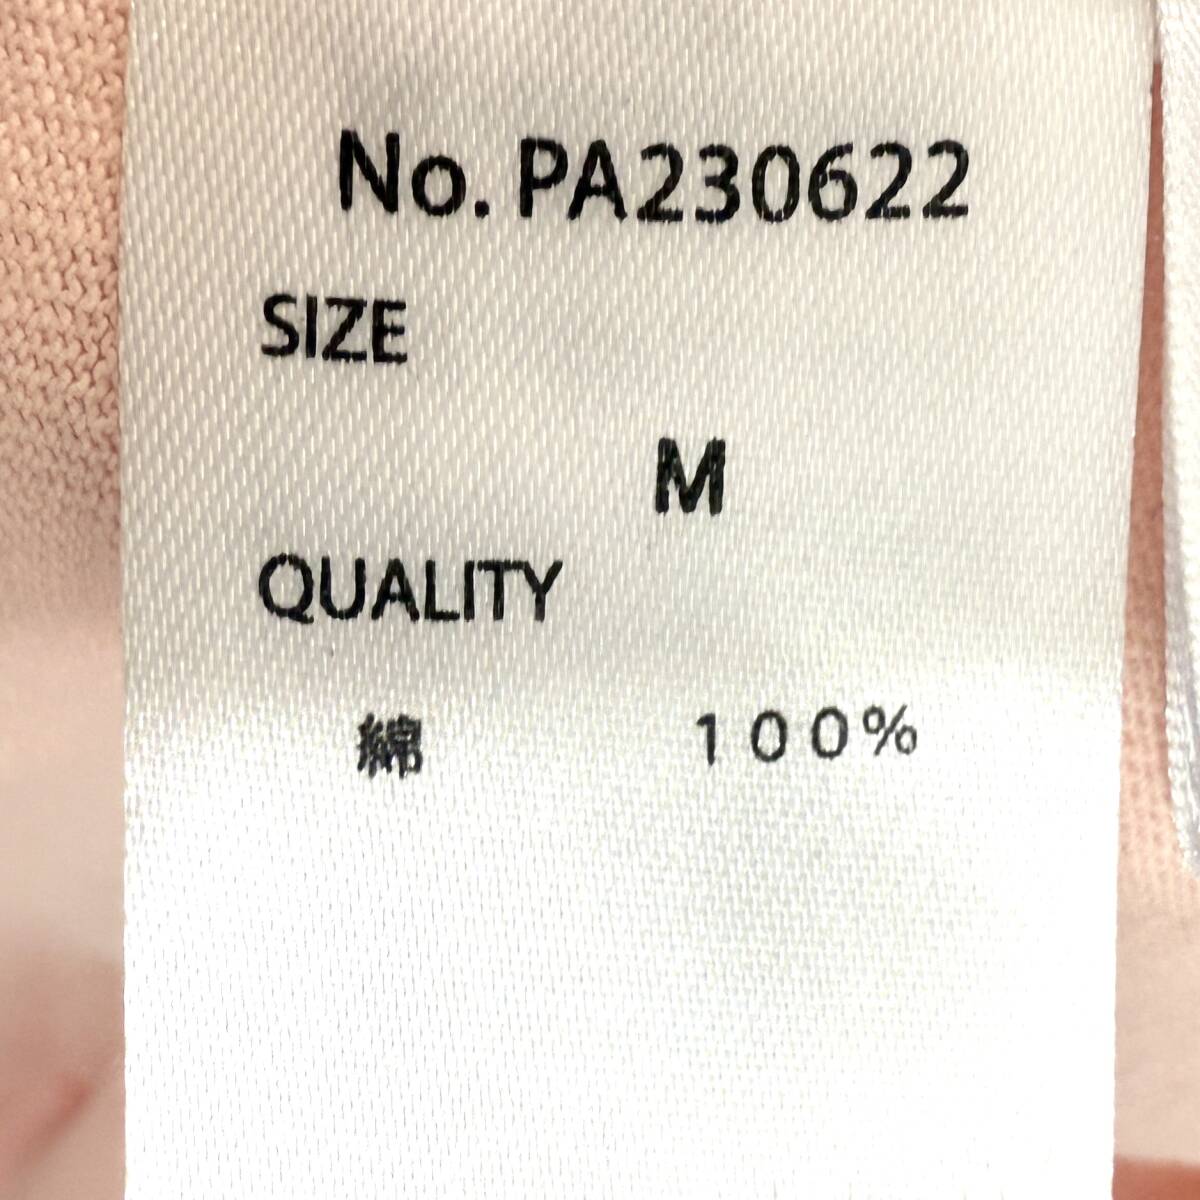 No. PA230622
SIZE
M
QUALITY
綿 100%